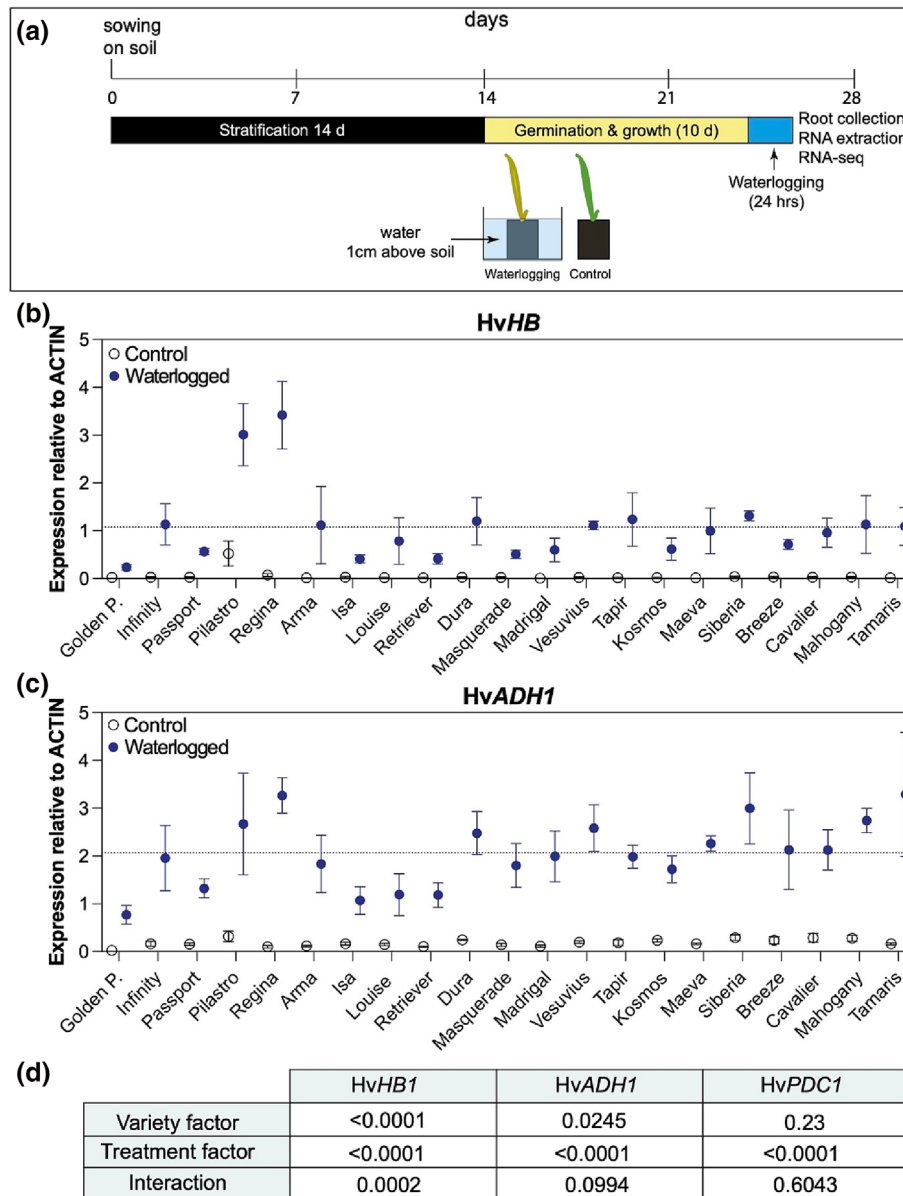 (a)
sowing
on soil
days
0
7
14
21
28
Stratification 14 d
Germination & growth (10 d)
Root collection
RNA extraction
RNA-seq
Waterlogging
(24 hrs)
water
1cm above soil
Waterlogging
Control
(b)
HvHB
Control
Waterlogged
Expression relative to ACTIN
5
4
3
2
1
0
Golden P.
Infinity
Passport
Pilastro
Regina
Arma
Isa
Louise
Retriever
Dura
Masquerade
Madrigal
Vesuvius
Tapir
Kosmos
Maeva
Siberia
Breeze
Cavalier
Mahogany
Tamaris
(c)
HvADH1
Control
Waterlogged
Expression relative to ACTIN
5
4
3
2
1
0
Golden P.
Infinity
Passport
Pilastro
Regina
Arma
Isa
Louise
Retriever
Dura
Masquerade
Madrigal
Vesuvius
Tapir
Kosmos
Maeva
Siberia
Breeze
Cavalier
Mahogany
Tamaris
(d)
HvHB1 HvADH1 HvPDC1
Variety factor <0.0001 0.0245 0.23
Treatment factor <0.0001 <0.0001 <0.0001
Interaction 0.0002 0.0994 0.6043